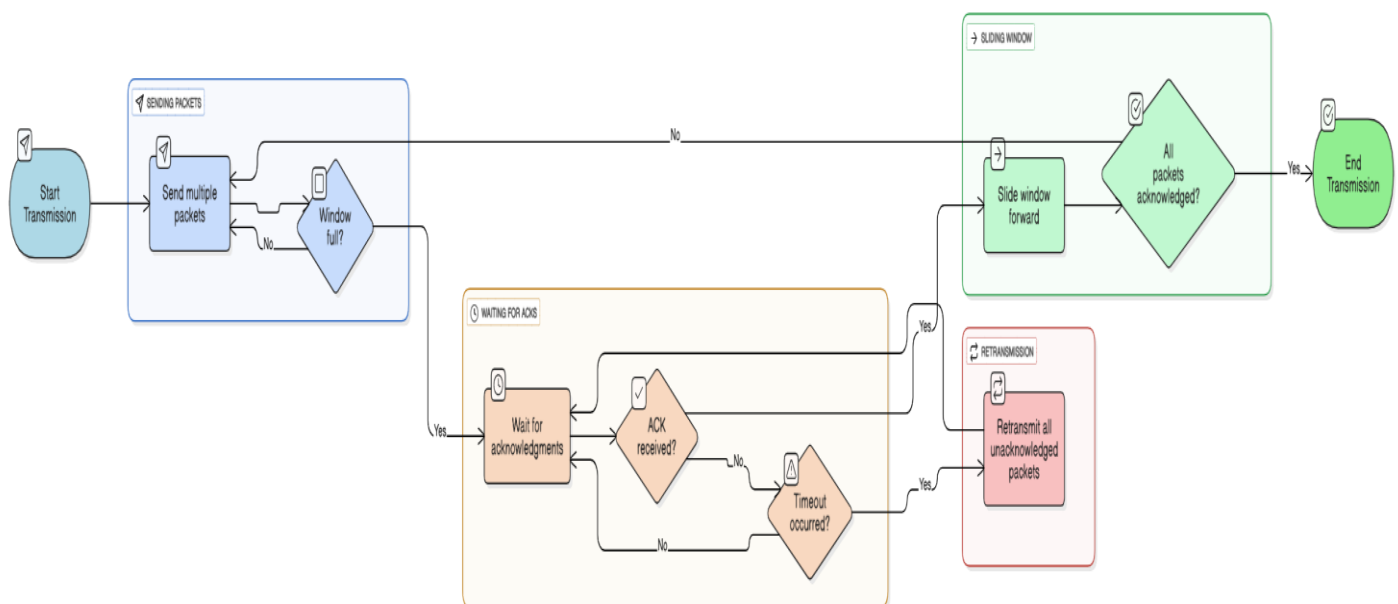 SENDING PACKETS
Start
Transmission
Send multiple
packets
Window
full?
No
Yes
WAITING FOR ACKS
Wait for
acknowledgments
ACK
received?
No
Timeout
occurred?
No
Yes
Yes
RETRANSMISSION
Retransmit all
unacknowledged
packets
SLIDING WINDOW
Slide window
forward
All
packets
acknowledged?
No
Yes
End
Transmission